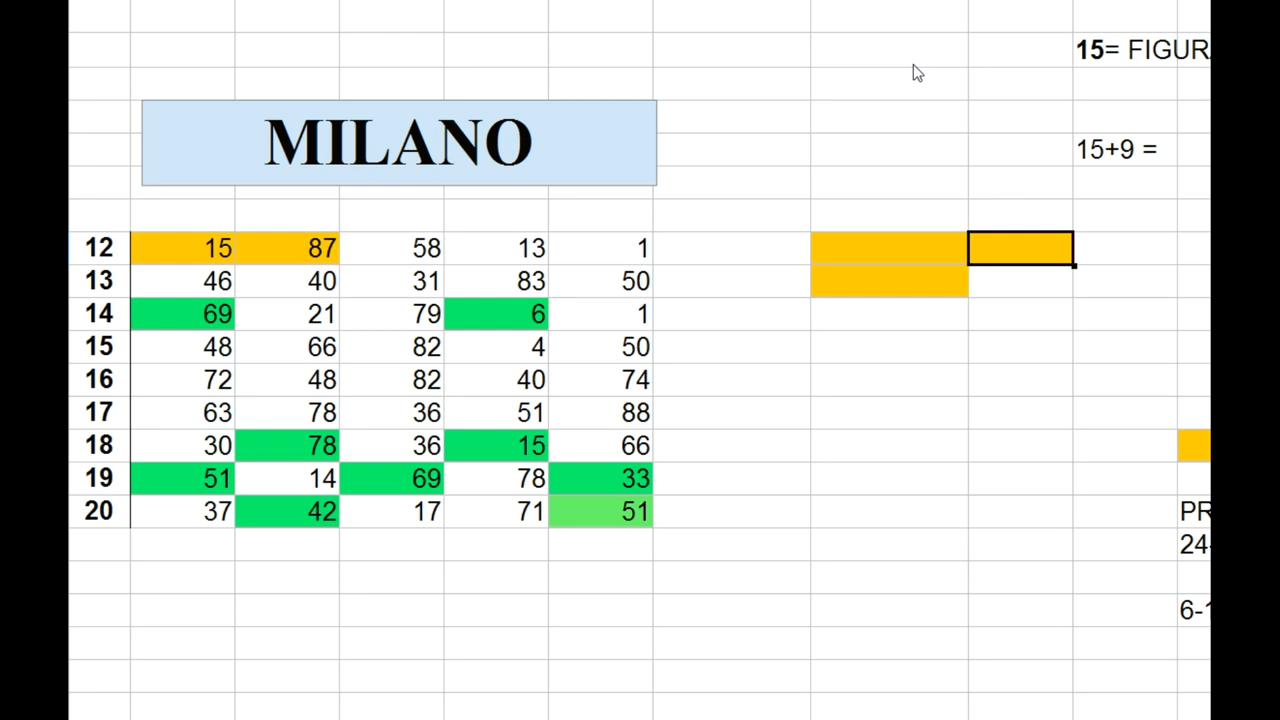 15= FIGURA
MILANO
15+9 =
12 15 87 58 13 1
13 46 40 31 83 50
14 69 21 79 6 1
15 48 66 82 4 50
16 72 48 82 40 74
17 63 78 36 51 88
18 30 78 36 15 66
19 51 14 69 78 33
20 37 42 17 71 51
PR
24-
6-1